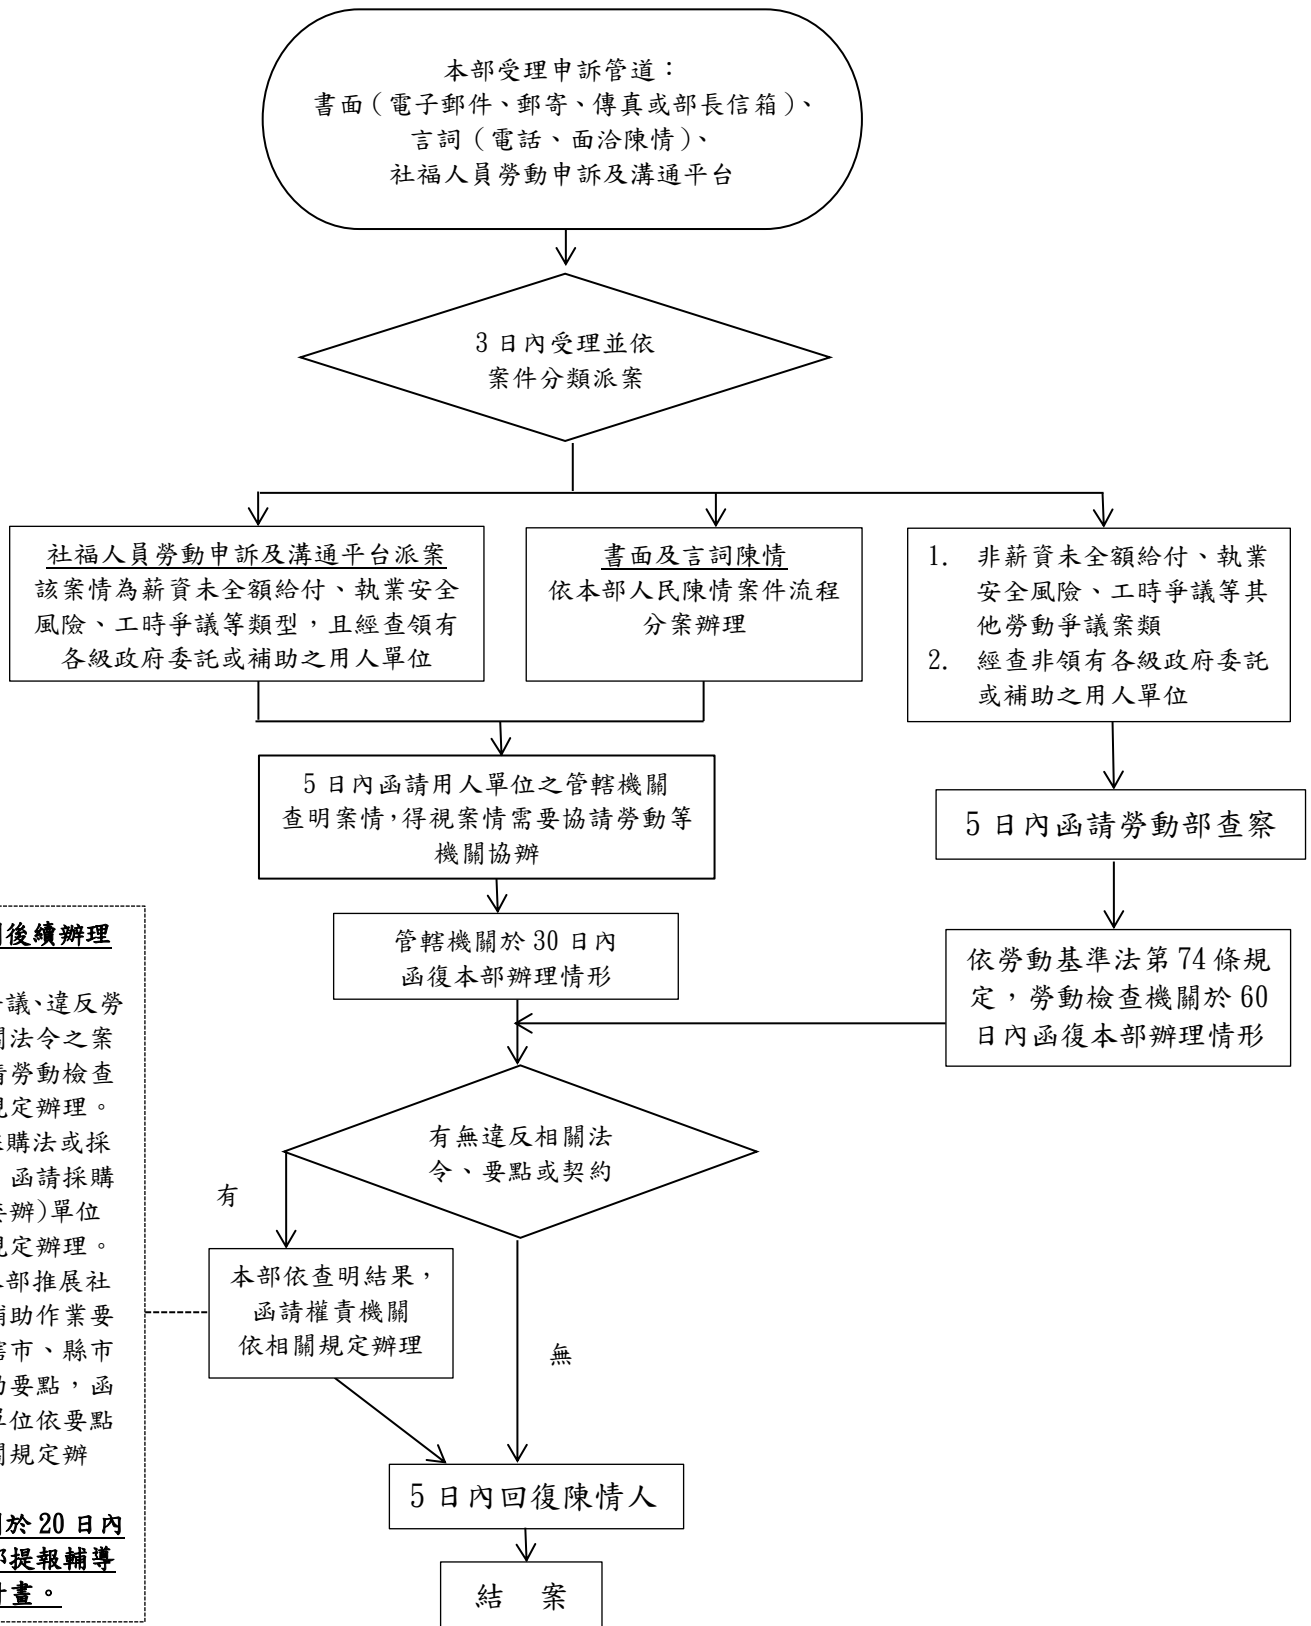 本部受理申訴管道：
書面（電子郵件、郵寄、傳真或部長信箱）、
言詞（電話、面洽陳情）、
社福人員勞動申訴及溝通平台
3 日內受理並依
案件分類派案
社福人員勞動申訴及溝通平台派案
該案情為薪資未全額給付、執業安全
風險、工時爭議等類型，且經查領有
各級政府委託或補助之用人單位
書面及言詞陳情
依本部人民陳情案件流程
分案辦理
1. 非薪資未全額給付、執業
安全風險、工時爭議等其
他勞動爭議案類
2. 經查非領有各級政府委託
或補助之用人單位
5 日內函請用人單位之管轄機關
查明案情，得視案情需要協請勞動等
機關協辦
5 日內函請勞動部查察
管轄機關於 30 日內
函復本部辦理情形
依勞動基準法第 74 條規
定，勞動檢查機關於 60
日內函復本部辦理情形
有無違反相關法
令、要點或契約
有
無
本部依查明結果，
函請權責機關
依相關規定辦理
後續辦理
議、違反勞
法令之案
勞動檢查
定辦理。
購法或採
函請採購
辦)單位
定辦理。
部推展社
助作業要
市、縣市
要點，函
位依要點
規定辦
於 20 日內
提報輔導
計畫。
5 日內回復陳情人
結 案